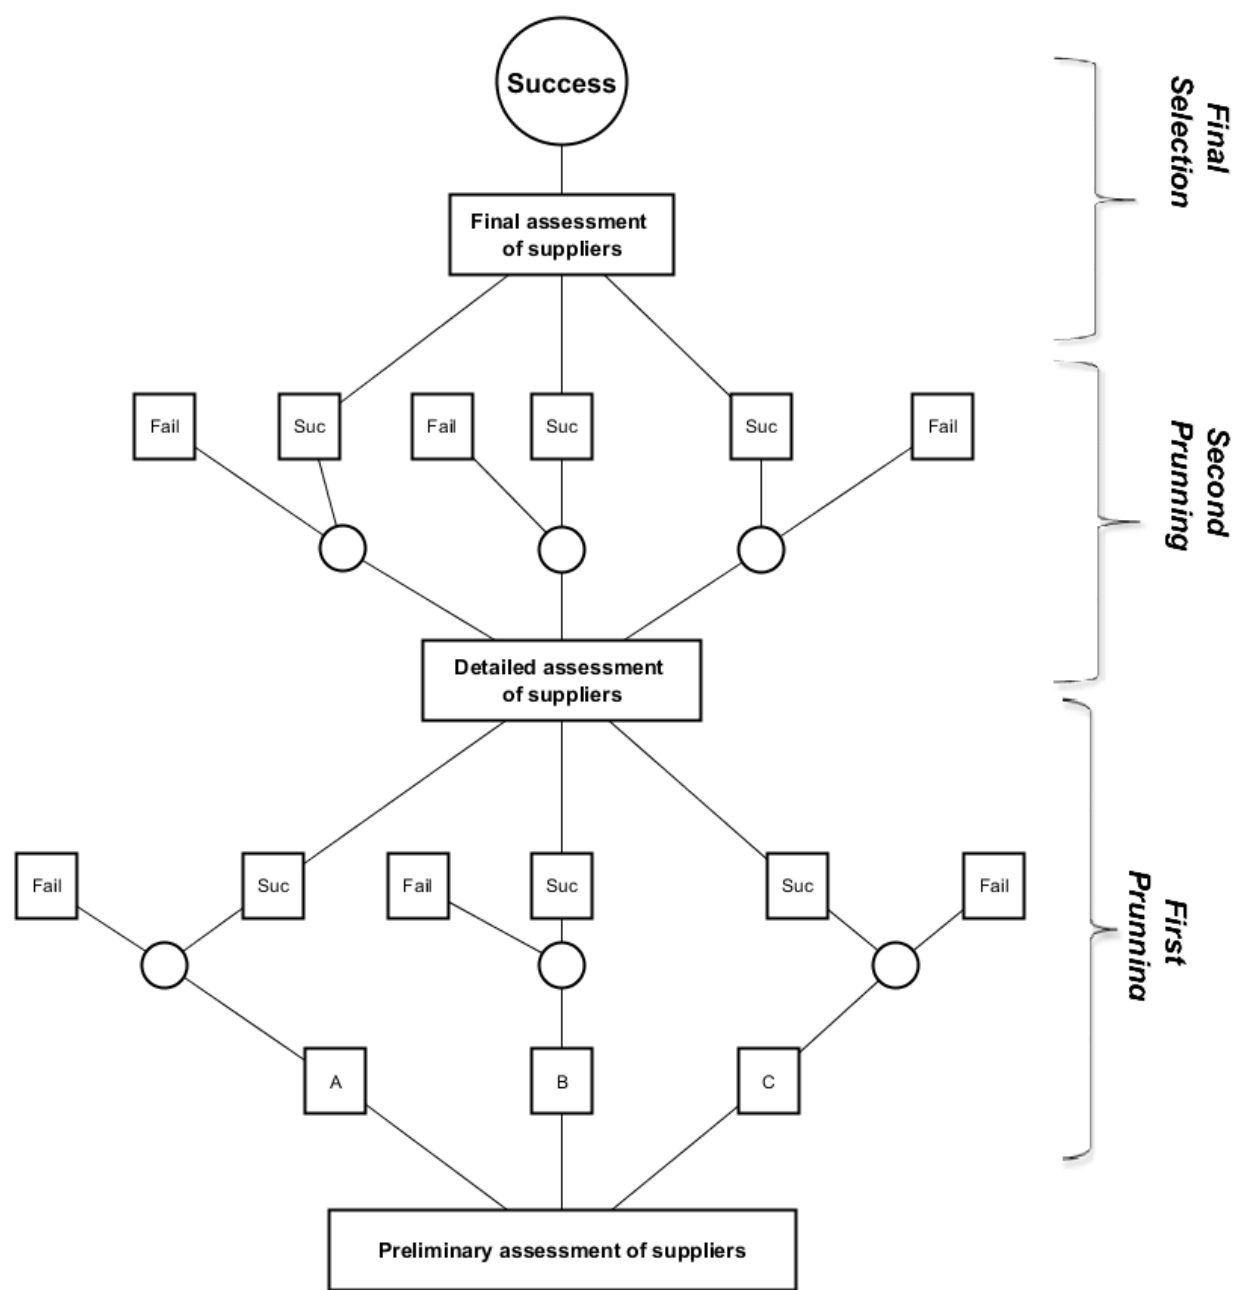 Success
Final
Selection
Final assessment
of suppliers
Fail
Suc
Fail
Suc
Suc
Fail
Second
Prunning
Detailed assessment
of suppliers
Fail
Suc
Fail
Suc
Suc
Fail
First
Prunning
A
B
C
Preliminary assessment of suppliers